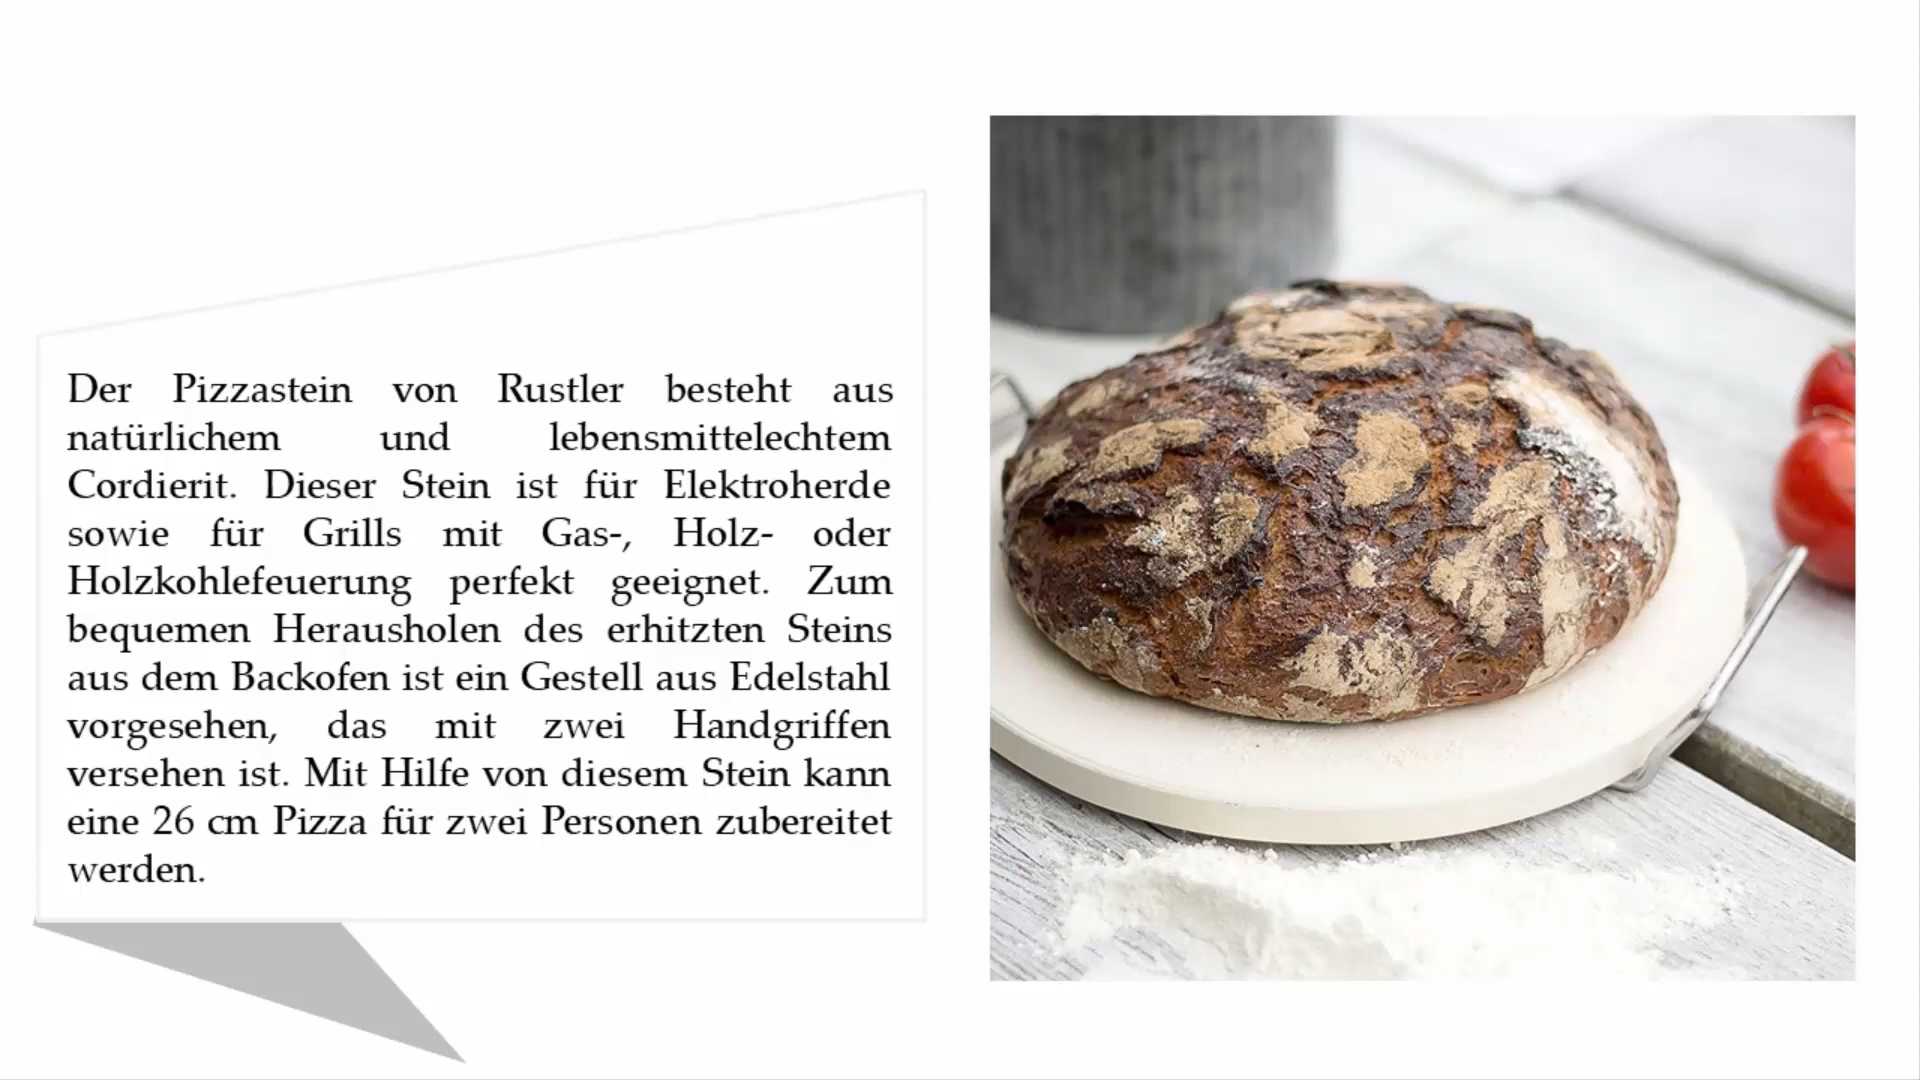 Der Pizzastein von Rustler besteht aus
natürlichem und lebensmittelechtem
Cordierit. Dieser Stein ist für Elektroherde
sowie für Grills mit Gas-, Holz- oder
Holzkohlefeuerung perfekt geeignet. Zum
bequemen Herausholen des erhitzten Steins
aus dem Backofen ist ein Gestell aus Edelstahl
vorgesehen, das mit zwei Handgriffen
versehen ist. Mit Hilfe von diesem Stein kann
eine 26 cm Pizza für zwei Personen zubereitet
werden.